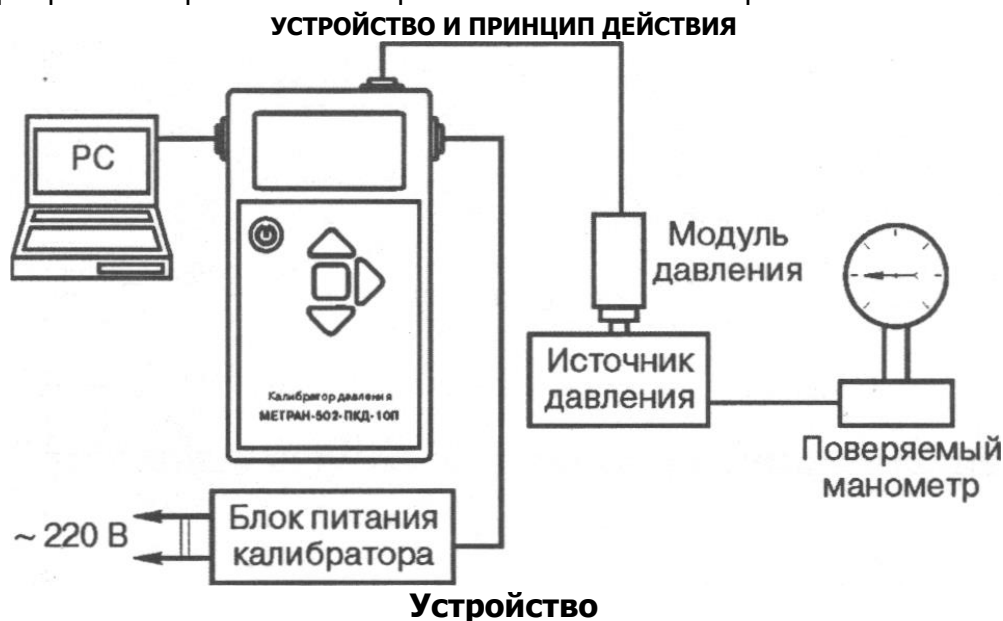 УСТРОЙСТВО И ПРИНЦИП ДЕЙСТВИЯ
PC
Модуль
давления
Источник
давления
Калибратор давления
МЕТРАН-502-ПКД-10П
Поверяемый
манометр
~ 220 В
Блок питания
калибратора
Устройство